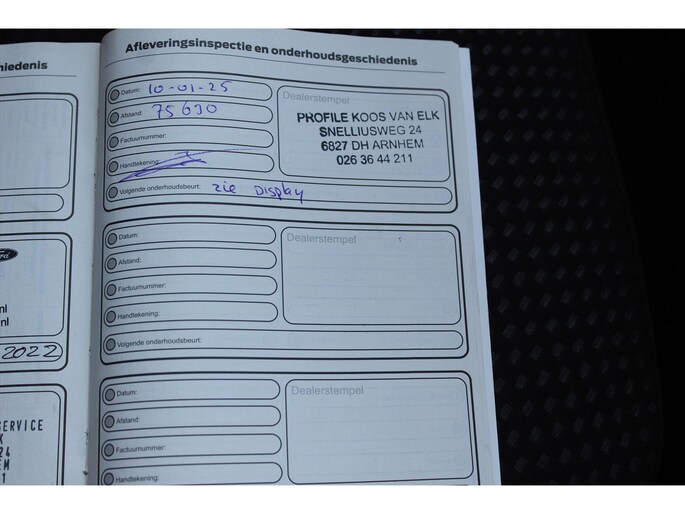 chiedenis
nl
nl
2022
SERVICE
K
24
EM
1
Afleveringsinspectie en onderhoudsgeschiedenis
Datum: 10-01-25
Afstand: 75630
Factuurnummer:
Handtekening:
Volgende onderhoudsbeurt: zie Display
Dealerstempel
PROFILE KOOS VAN ELK
SNELLIUSWEG 24
6827 DH ARNHEM
026 36 44 211
Datum:
Afstand:
Factuurnummer:
Handtekening:
Volgende onderhoudsbeurt:
Dealerstempel
Datum:
Afstand:
Factuurnummer:
Handtekening:
Dealerstempel